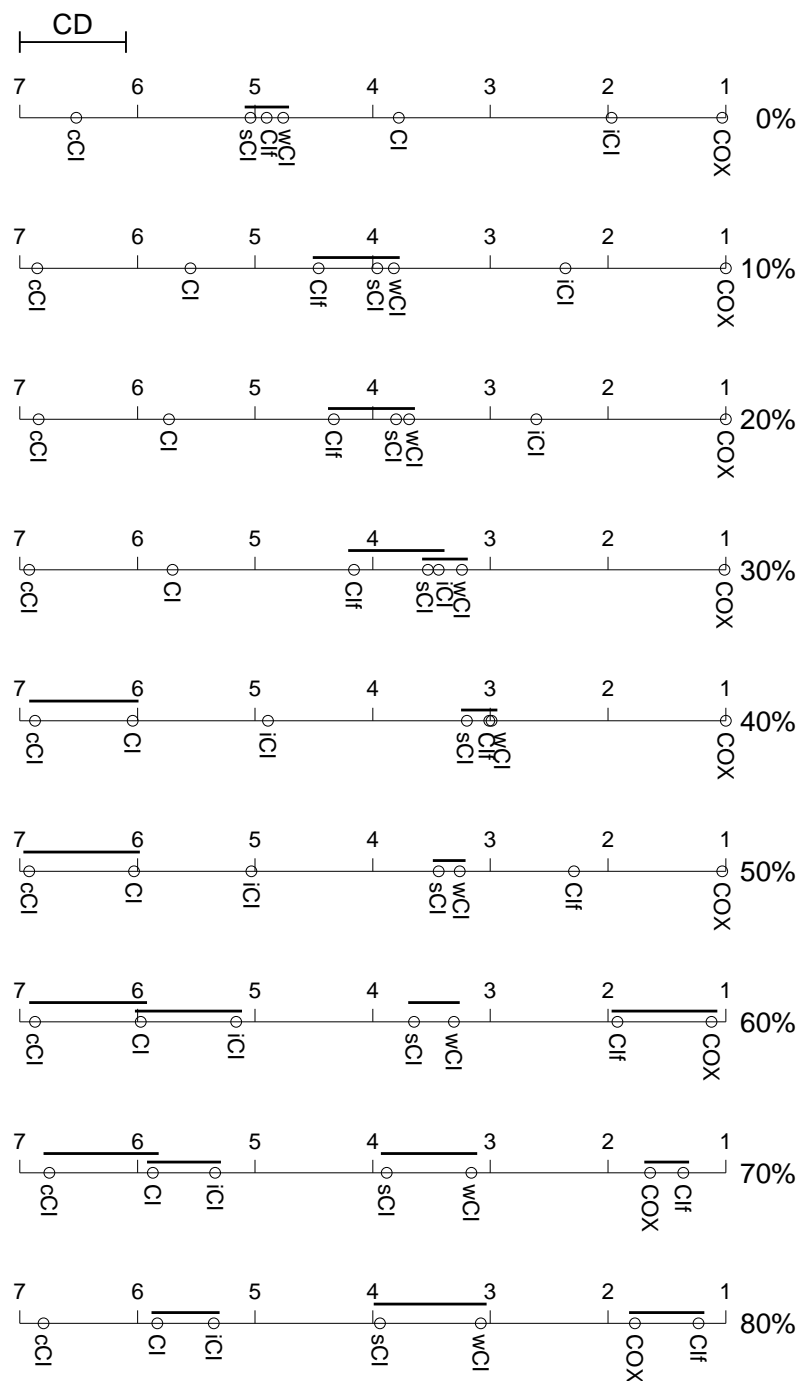 CD
7 6 5 4 3 2 1
0%
cCI sCI CIf wCI CI iCI COX
7 6 5 4 3 2 1
10%
cCI CI CIf sCI wCI iCI COX
7 6 5 4 3 2 1
20%
cCI CI CIf sCI wCI iCI COX
7 6 5 4 3 2 1
30%
cCI CI CIf sCI iCI wCI COX
7 6 5 4 3 2 1
40%
cCI CI iCI sCI CIf wCI COX
7 6 5 4 3 2 1
50%
cCI CI iCI sCI wCI CIf COX
7 6 5 4 3 2 1
60%
cCI CI iCI sCI wCI CIf COX
7 6 5 4 3 2 1
70%
cCI CI iCI sCI wCI COX CIf
7 6 5 4 3 2 1
80%
cCI CI iCI sCI wCI COX CIf